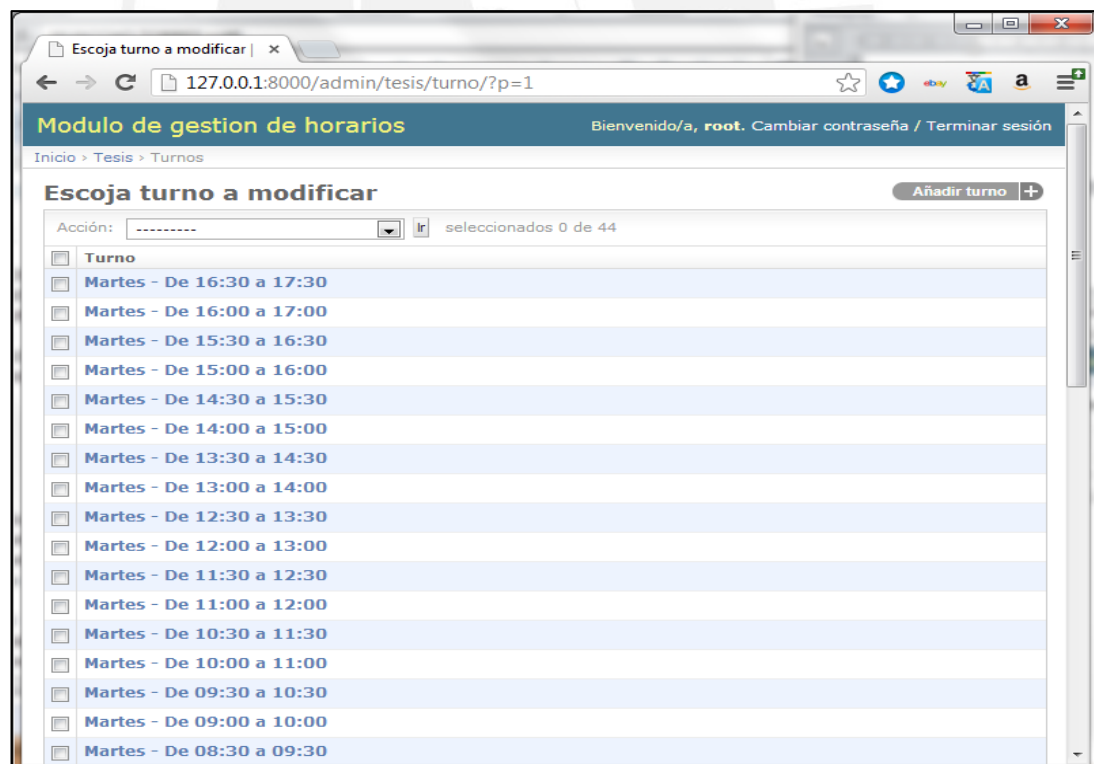 Escoja turno a modificar |
127.0.0.1:8000/admin/tesis/turno/?p=1
ebay
a
Modulo de gestion de horarios
Bienvenido/a, root. Cambiar contraseña / Terminar sesión
Inicio › Tesis › Turnos
Escoja turno a modificar
Añadir turno +
Acción: --------- Ir seleccionados 0 de 44
Turno
Martes - De 16:30 a 17:30
Martes - De 16:00 a 17:00
Martes - De 15:30 a 16:30
Martes - De 15:00 a 16:00
Martes - De 14:30 a 15:30
Martes - De 14:00 a 15:00
Martes - De 13:30 a 14:30
Martes - De 13:00 a 14:00
Martes - De 12:30 a 13:30
Martes - De 12:00 a 13:00
Martes - De 11:30 a 12:30
Martes - De 11:00 a 12:00
Martes - De 10:30 a 11:30
Martes - De 10:00 a 11:00
Martes - De 09:30 a 10:30
Martes - De 09:00 a 10:00
Martes - De 08:30 a 09:30